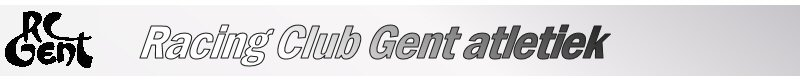 RC
Gent
Racing Club Gent atletiek